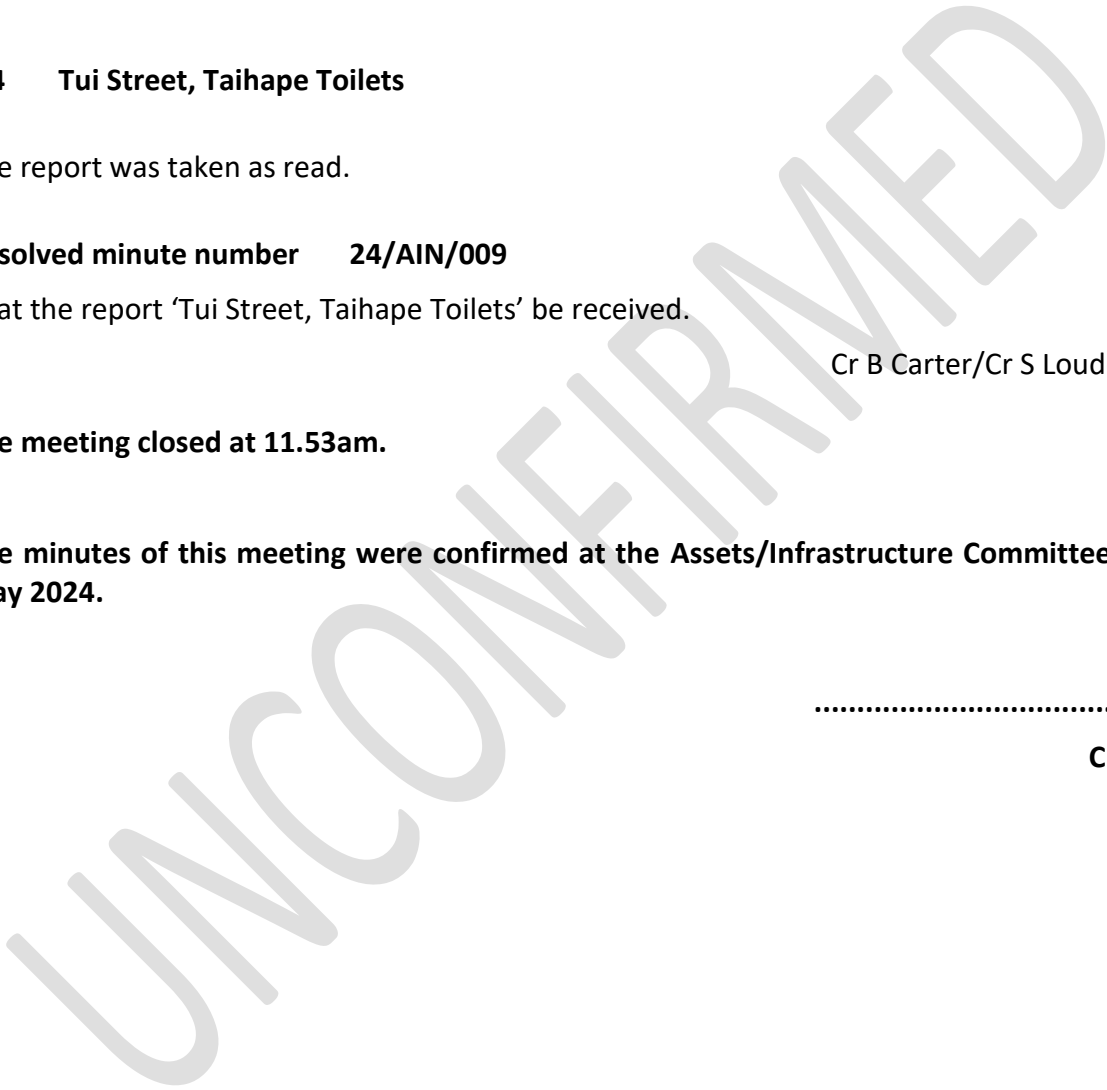 4 Tui Street, Taihape Toilets
e report was taken as read.
solved minute number 24/AIN/009
at the report ‘Tui Street, Taihape Toilets’ be received.
Cr B Carter/Cr S Loud
e meeting closed at 11.53am.
e minutes of this meeting were confirmed at the Assets/Infrastructure Committee
ay 2024.
...................................
C
UNCONFIRMED